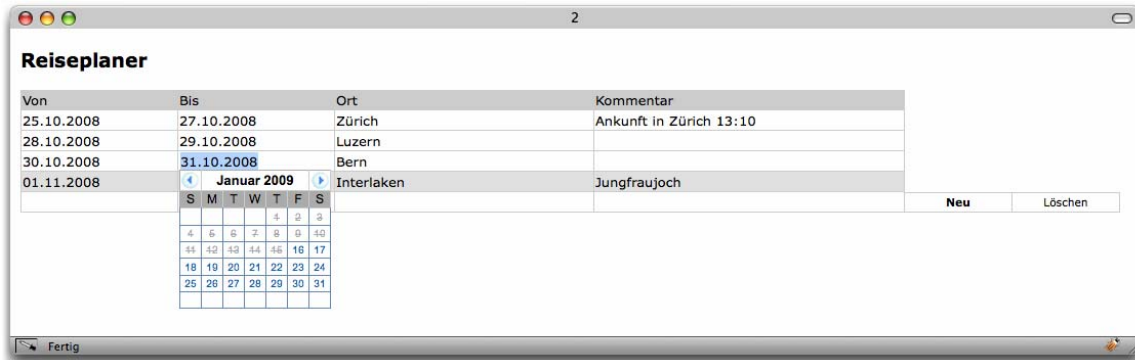 2
Reiseplaner
Von Bis Ort Kommentar
25.10.2008 27.10.2008 Zürich Ankunft in Zürich 13:10
28.10.2008 29.10.2008 Luzern
30.10.2008 31.10.2008 Bern
01.11.2008 Januar 2009 Interlaken Jungfraujoch
S M T W T F S Neu Löschen
1 2 3
4 5 6 7 8 9 10
11 12 13 14 15 16 17
18 19 20 21 22 23 24
25 26 27 28 29 30 31
Fertig